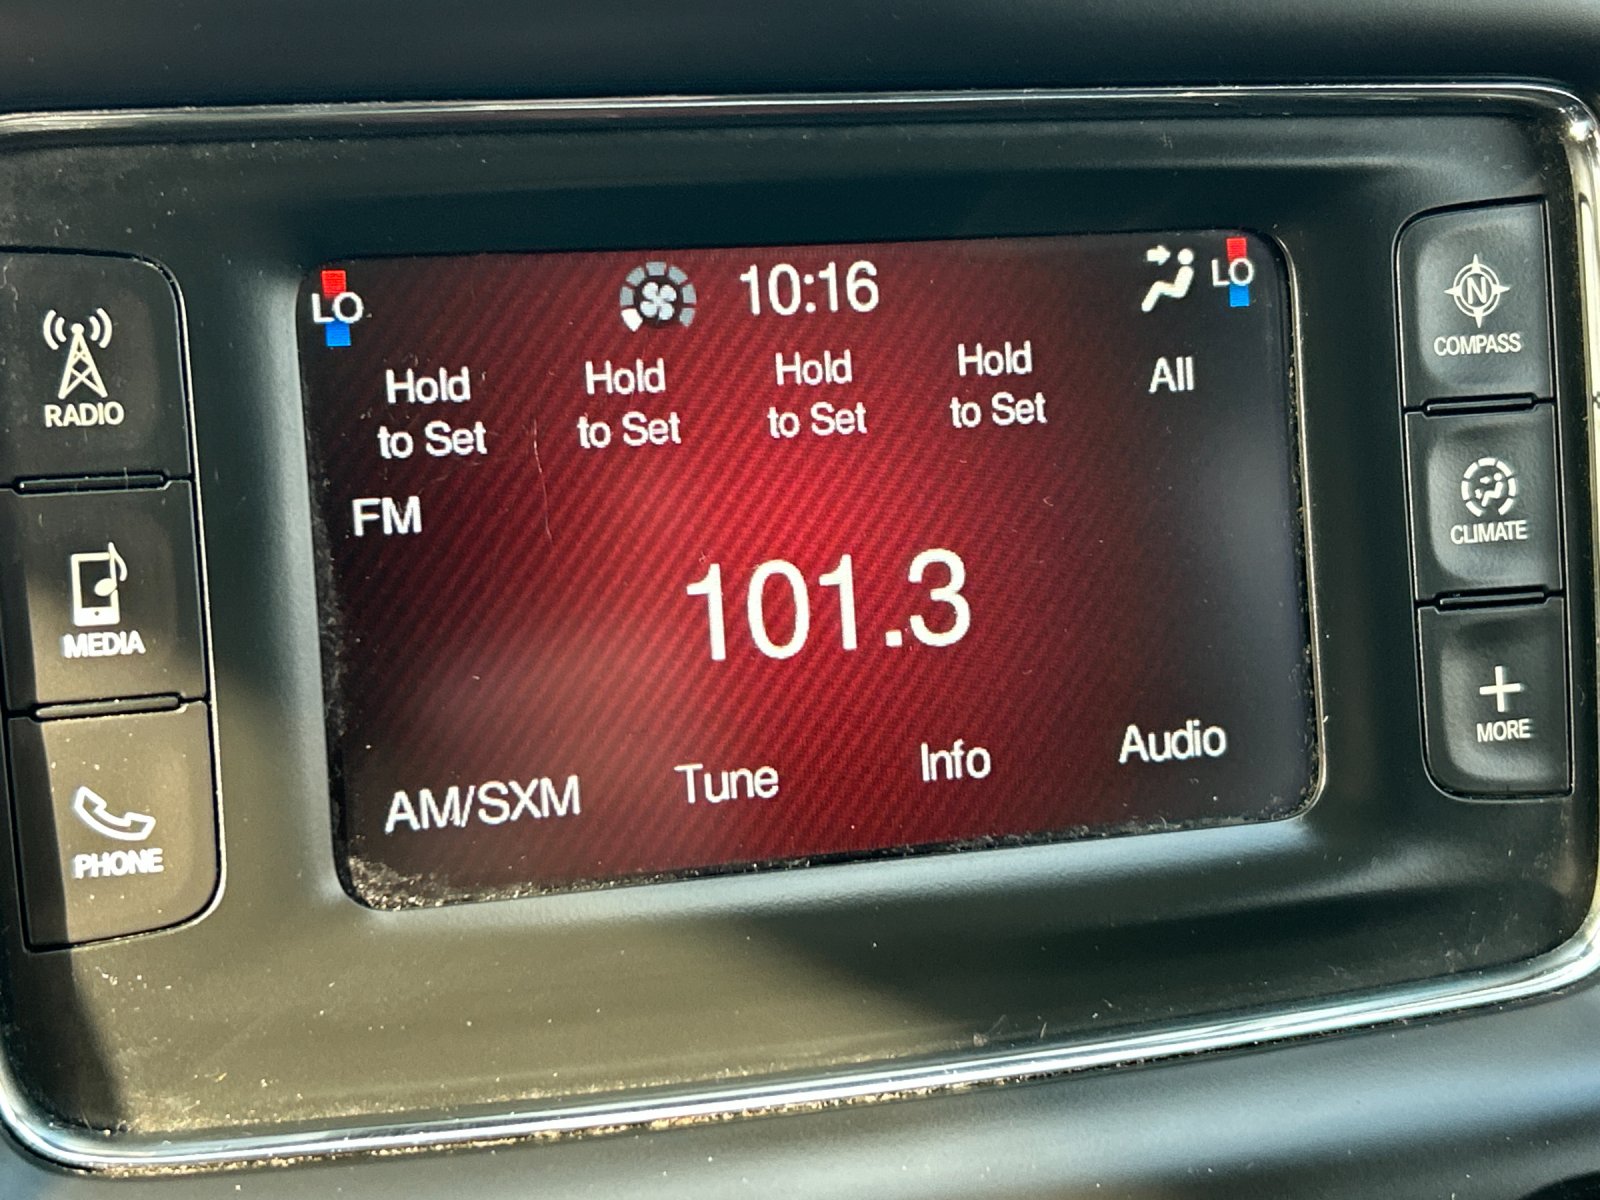 LO
10:16
LO
Hold
to Set
Hold
to Set
Hold
to Set
Hold
to Set
All
FM
101.3
AM/SXM
Tune
Info
Audio
RADIO
MEDIA
PHONE
N
COMPASS
CLIMATE
MORE